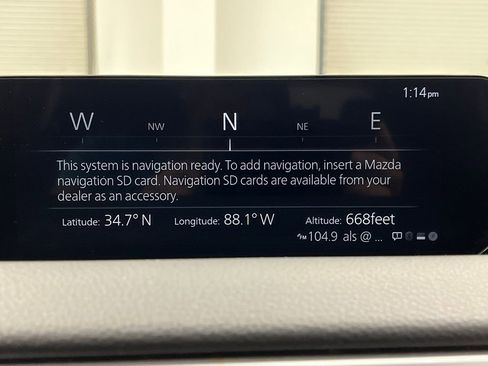 1:14pm
W NW N NE E
This system is navigation ready. To add navigation, insert a Mazda
navigation SD card. Navigation SD cards are available from your
dealer as an accessory.
Latitude: 34.7° N Longitude: 88.1° W Altitude: 668feet
FM 104.9 als @ ...